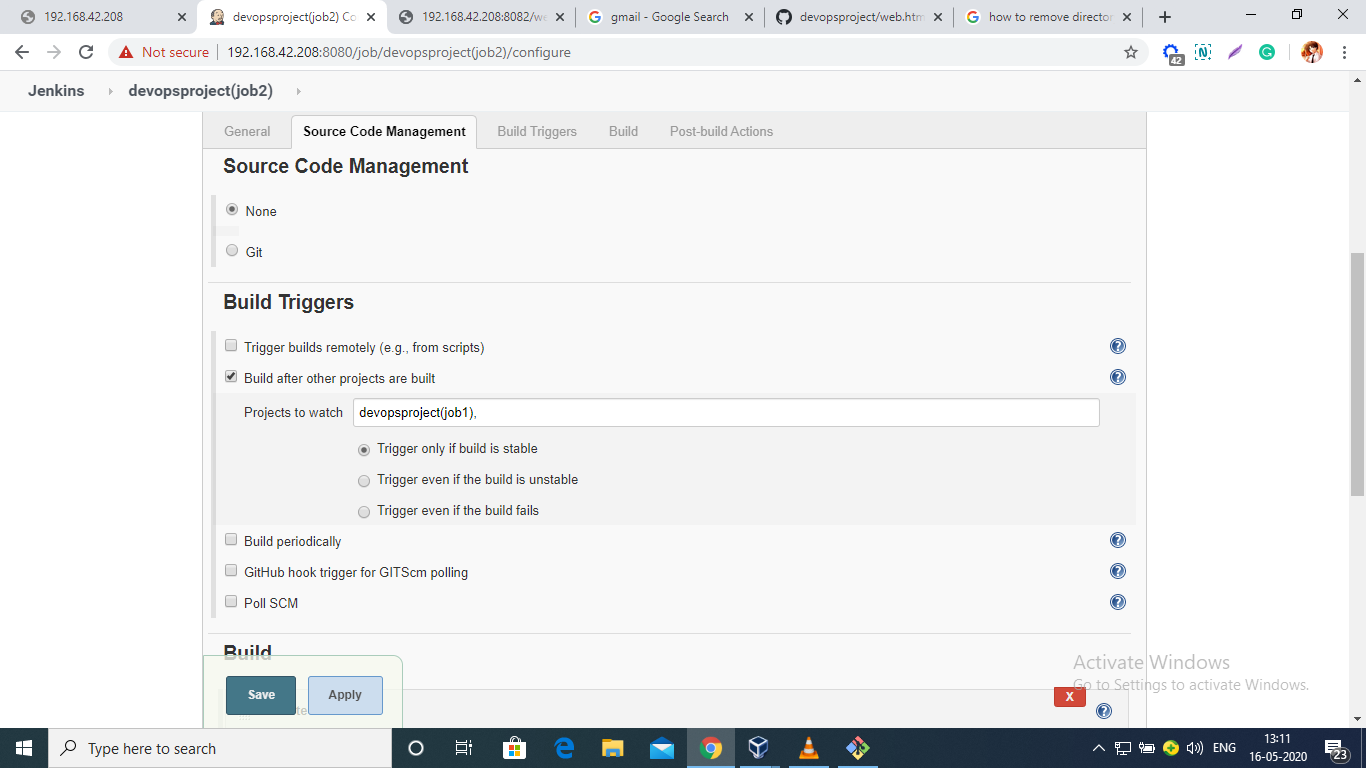 192.168.42.208
devopsproject(job2) Co
192.168.42.208:8082/we
gmail - Google Search
devopsproject/web.htm
how to remove director
Not secure
192.168.42.208:8080/job/devopsproject(job2)/configure
42
Jenkins
devopsproject(job2)
General
Source Code Management
Build Triggers
Build
Post-build Actions
Source Code Management
None
Git
Build Triggers
Trigger builds remotely (e.g., from scripts)
Build after other projects are built
Projects to watch
devopsproject(job1),
Trigger only if build is stable
Trigger even if the build is unstable
Trigger even if the build fails
Build periodically
GitHub hook trigger for GITScm polling
Poll SCM
Build
Activate Windows
Go to Settings to activate Windows.
X
Save
Apply
Type here to search
ENG
13:11
16-05-2020
23